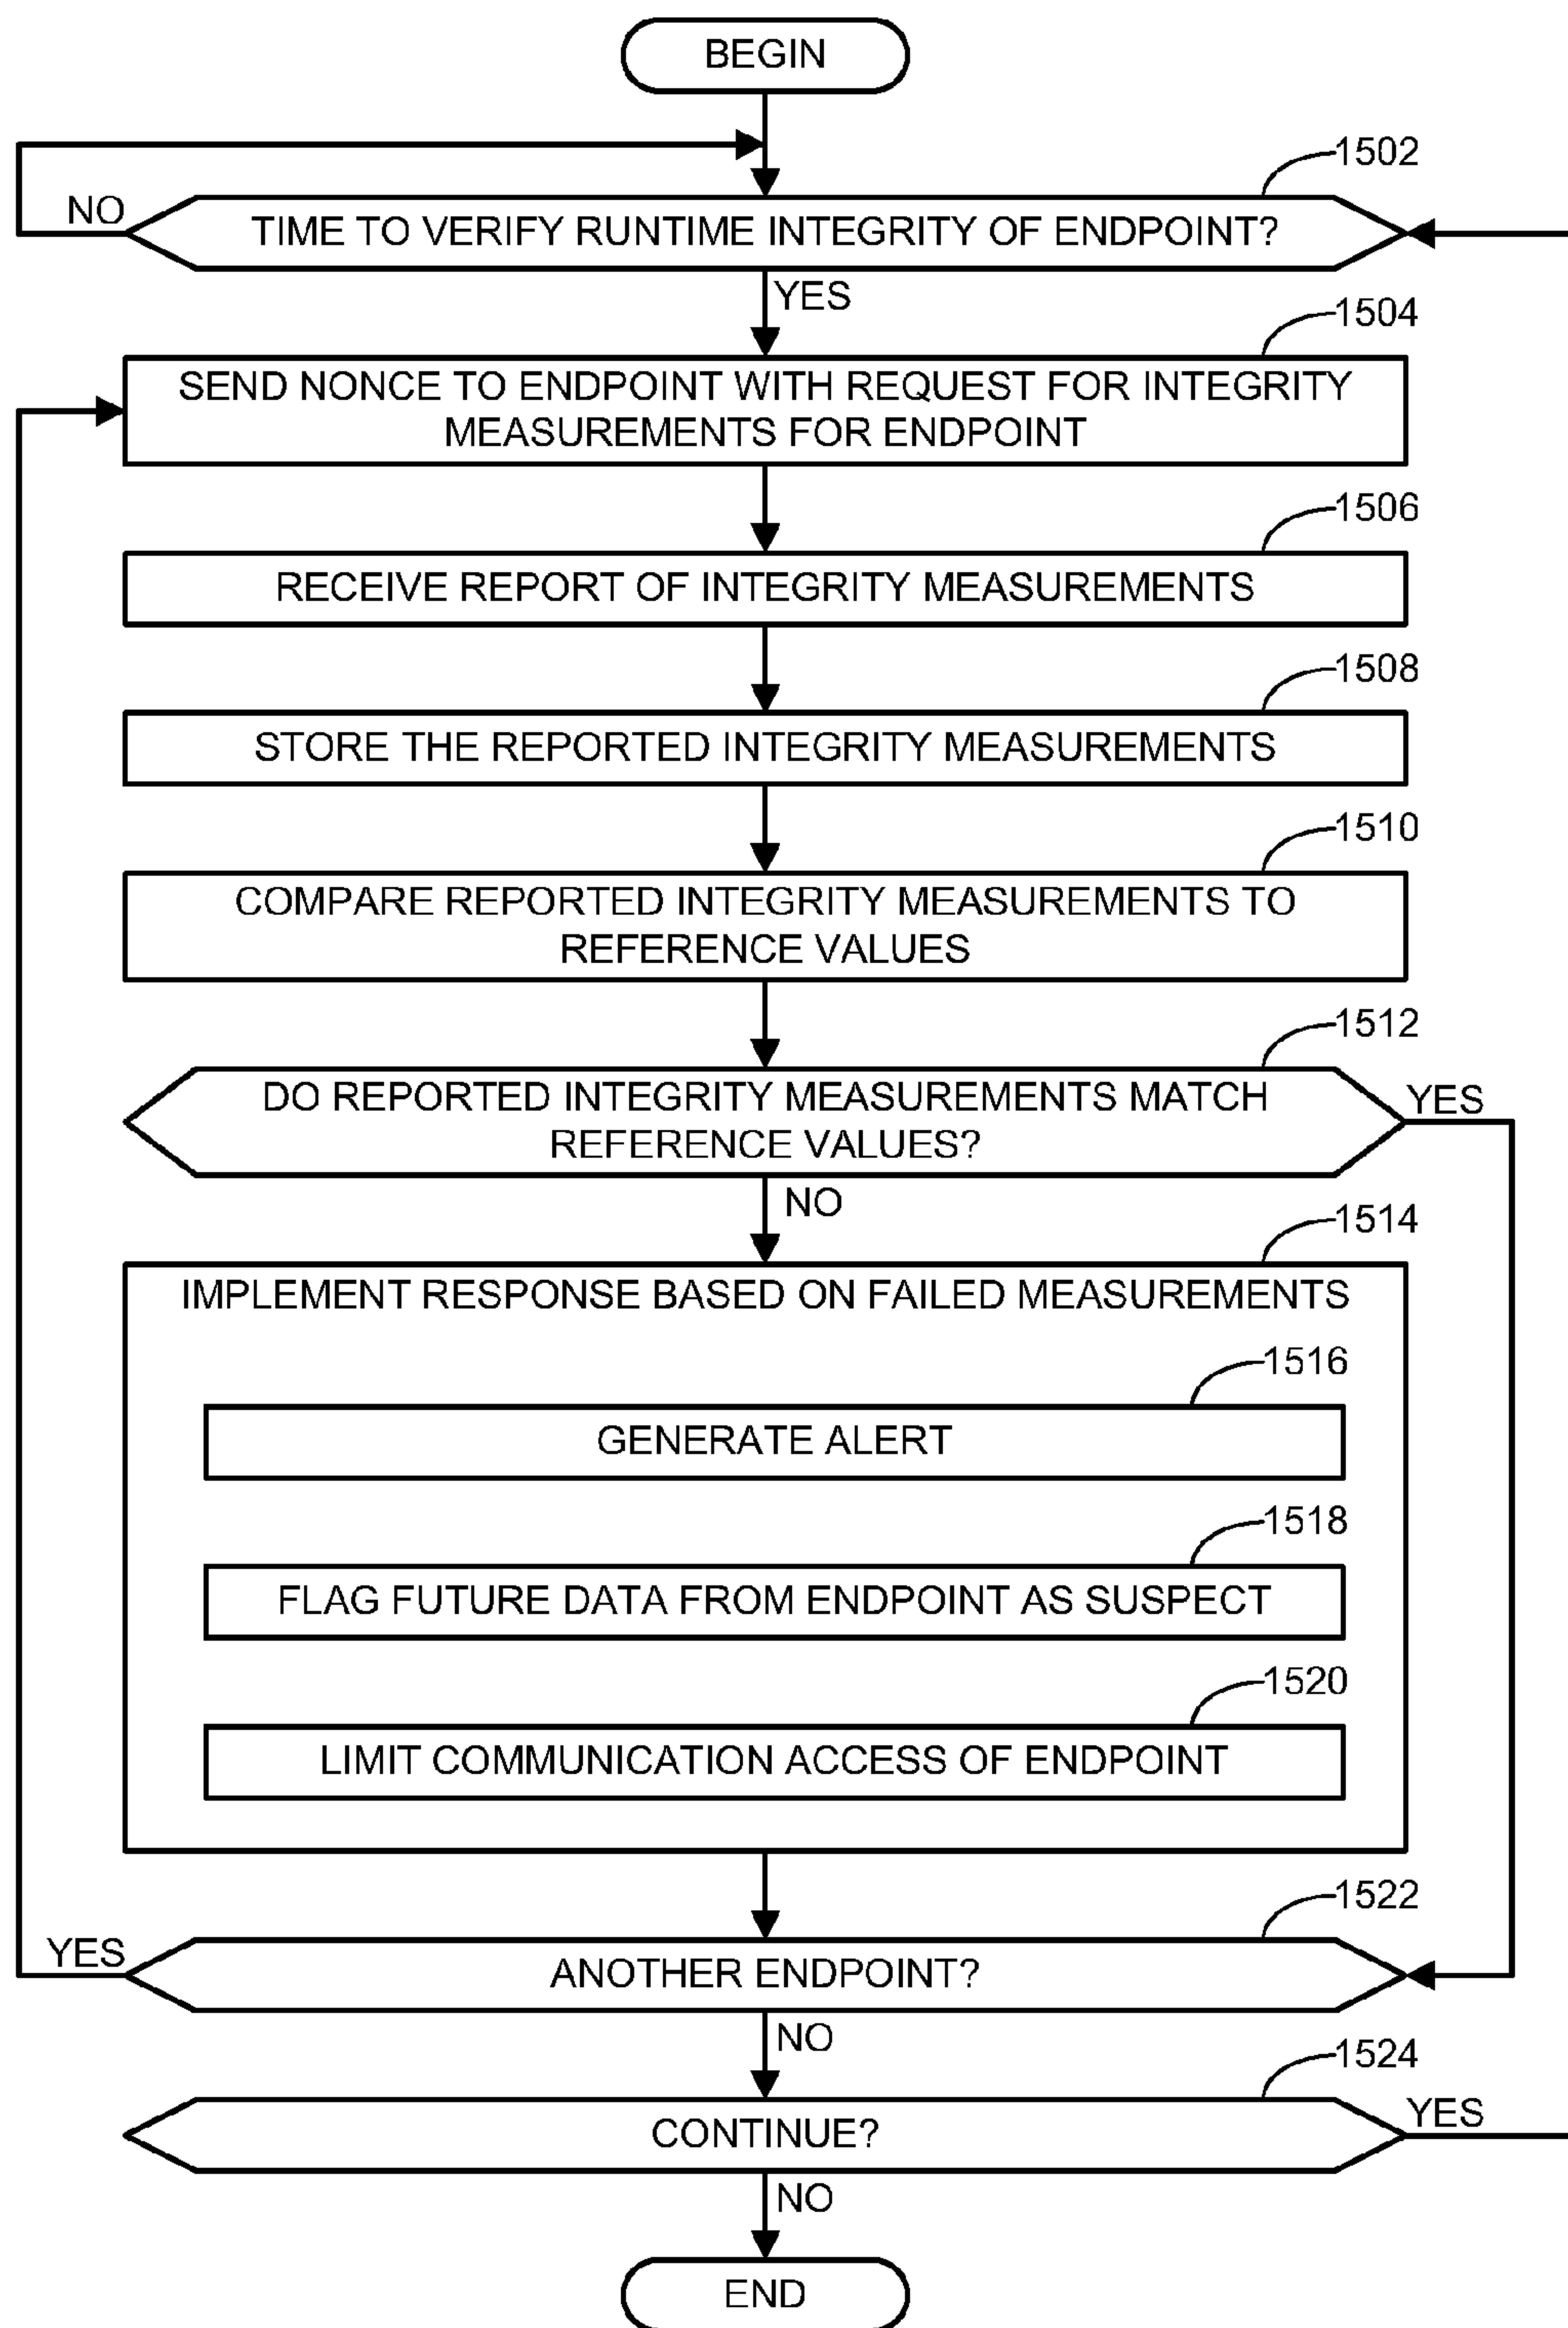 BEGIN
1502
NO
TIME TO VERIFY RUNTIME INTEGRITY OF ENDPOINT?
YES
1504
SEND NONCE TO ENDPOINT WITH REQUEST FOR INTEGRITY
MEASUREMENTS FOR ENDPOINT
1506
RECEIVE REPORT OF INTEGRITY MEASUREMENTS
1508
STORE THE REPORTED INTEGRITY MEASUREMENTS
1510
COMPARE REPORTED INTEGRITY MEASUREMENTS TO
REFERENCE VALUES
1512
DO REPORTED INTEGRITY MEASUREMENTS MATCH
REFERENCE VALUES?
YES
NO
1514
IMPLEMENT RESPONSE BASED ON FAILED MEASUREMENTS
1516
GENERATE ALERT
1518
FLAG FUTURE DATA FROM ENDPOINT AS SUSPECT
1520
LIMIT COMMUNICATION ACCESS OF ENDPOINT
1522
YES
ANOTHER ENDPOINT?
NO
1524
CONTINUE?
YES
NO
END